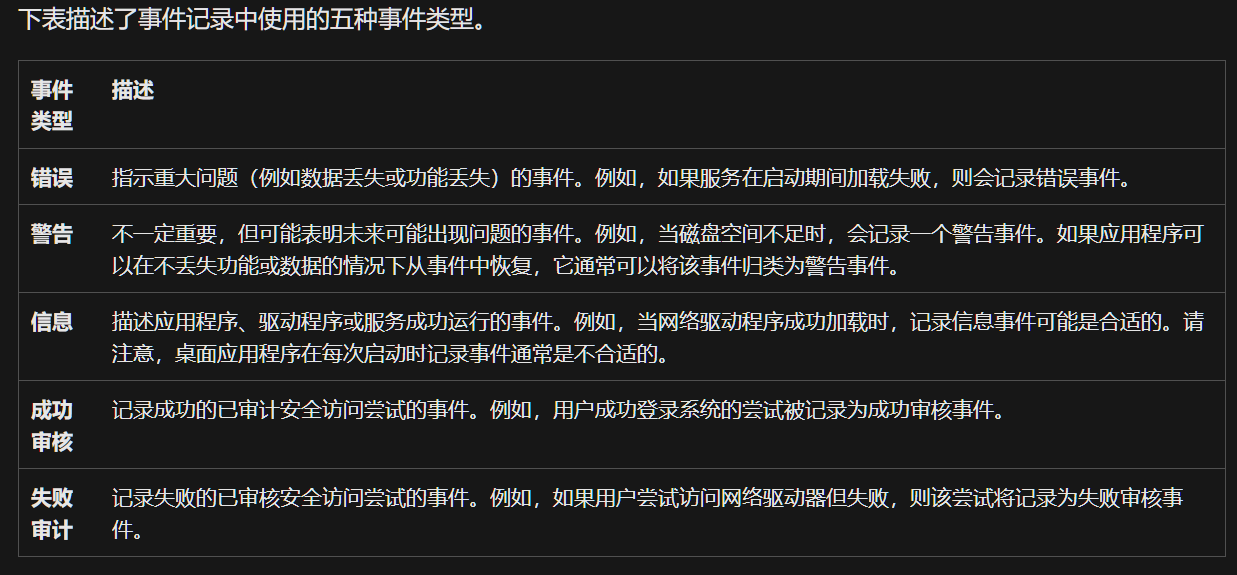 下表描述了事件记录中使用的五种事件类型。
事件 描述
类型
错误 指示重大问题（例如数据丢失或功能丢失）的事件。例如，如果服务在启动期间加载失败，则会记录错误事件。
警告 不一定重要，但可能表明未来可能出现问题的事件。例如，当磁盘空间不足时，会记录一个警告事件。如果应用程序可
以在不丢失功能或数据的情况下从事件中恢复，它通常可以将该事件归类为警告事件。
信息 描述应用程序、驱动程序或服务成功运行的事件。例如，当网络驱动程序成功加载时，记录信息事件可能是合适的。请
注意，桌面应用程序在每次启动时记录事件通常是不合适的。
成功 记录成功的已审计安全访问尝试的事件。例如，用户成功登录系统的尝试被记录为成功审核事件。
审核
失败 记录失败的已审核安全访问尝试的事件。例如，如果用户尝试访问网络驱动器但失败，则该尝试将记录为失败审核事
审计 件。